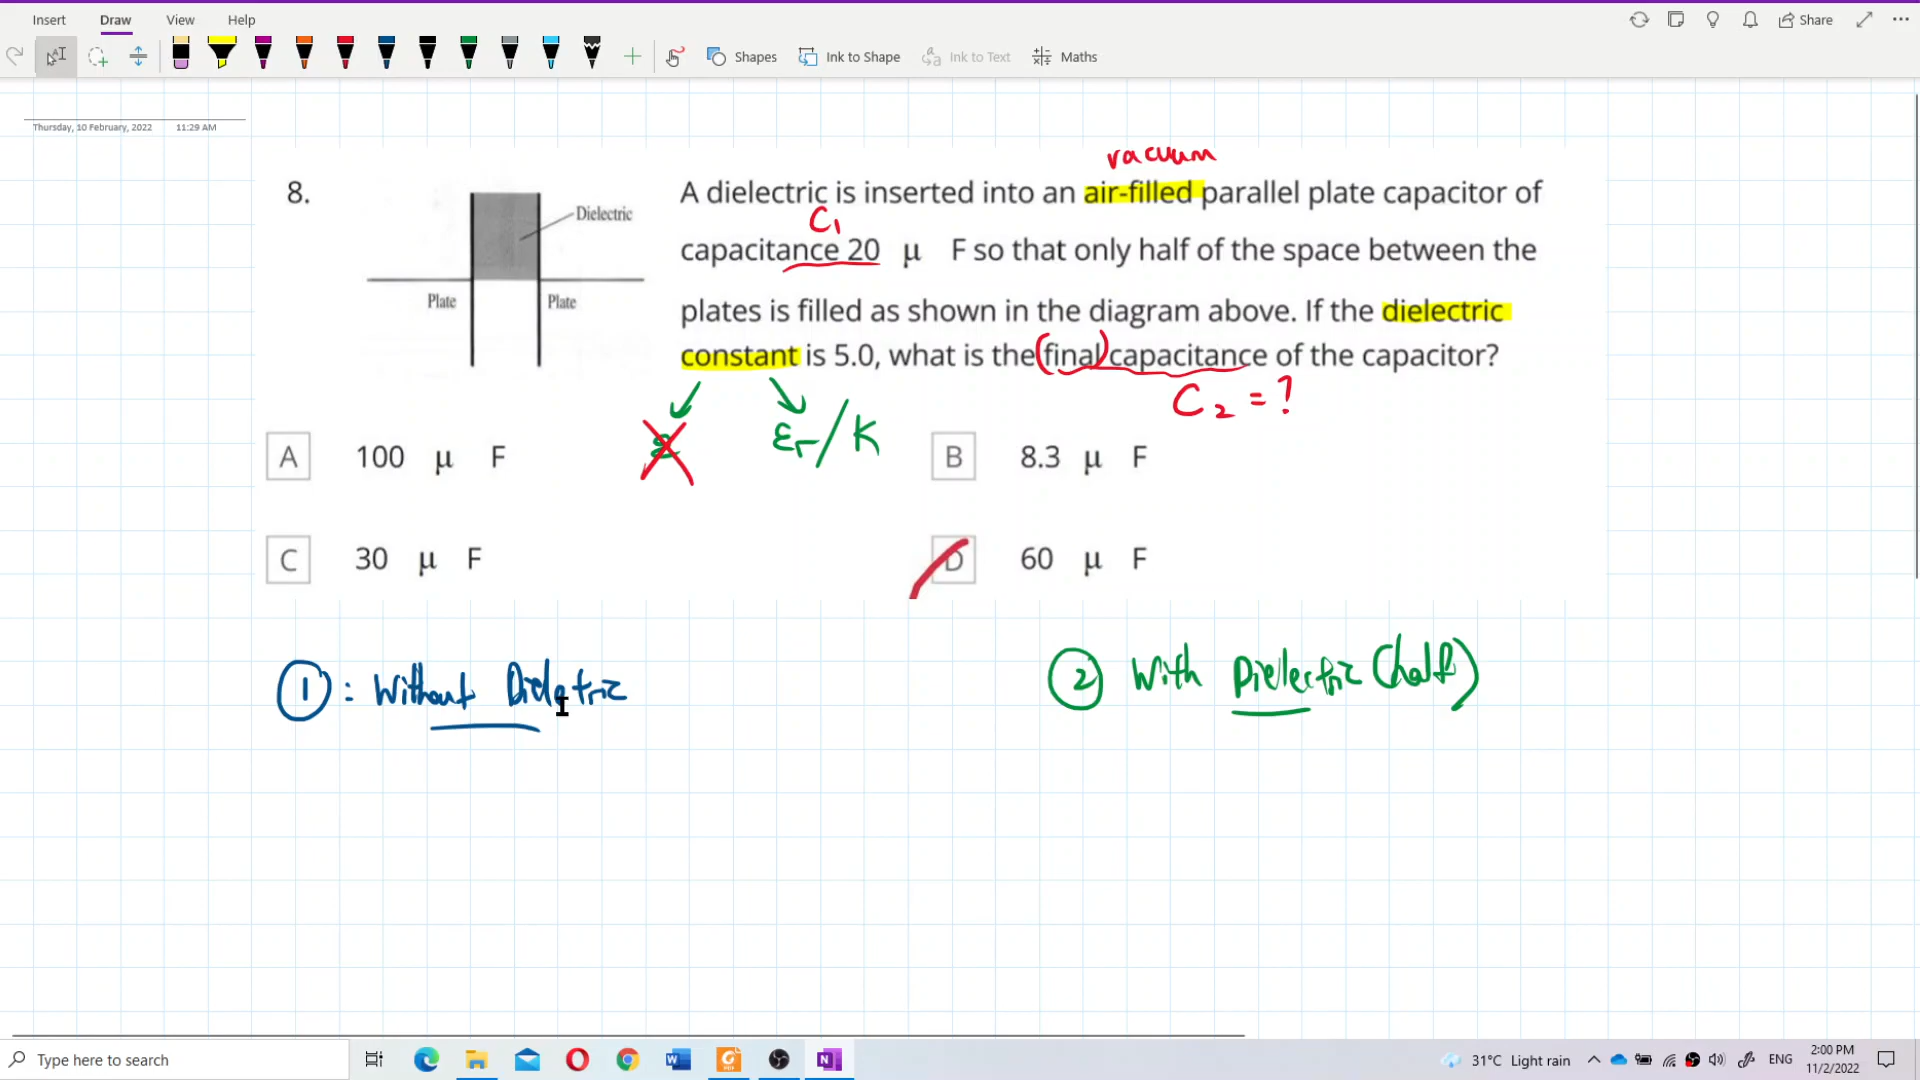 Insert Draw View Help
Share
Shapes Ink to Shape Ink to Text Maths
Thursday, 10 February, 2022 11:29 AM
vacuum
8. A dielectric is inserted into an air-filled parallel plate capacitor of
Dielectric
C1
capacitance 20 μ F so that only half of the space between the
Plate Plate
plates is filled as shown in the diagram above. If the dielectric
constant is 5.0, what is the (final) capacitance of the capacitor?
C2 = ?
ε εr/K
A 100 μ F B 8.3 μ F
C 30 μ F D 60 μ F
1 : Without Dieletric
2 With Dielectric (half)
Type here to search
31°C Light rain
ENG
2:00 PM
11/2/2022